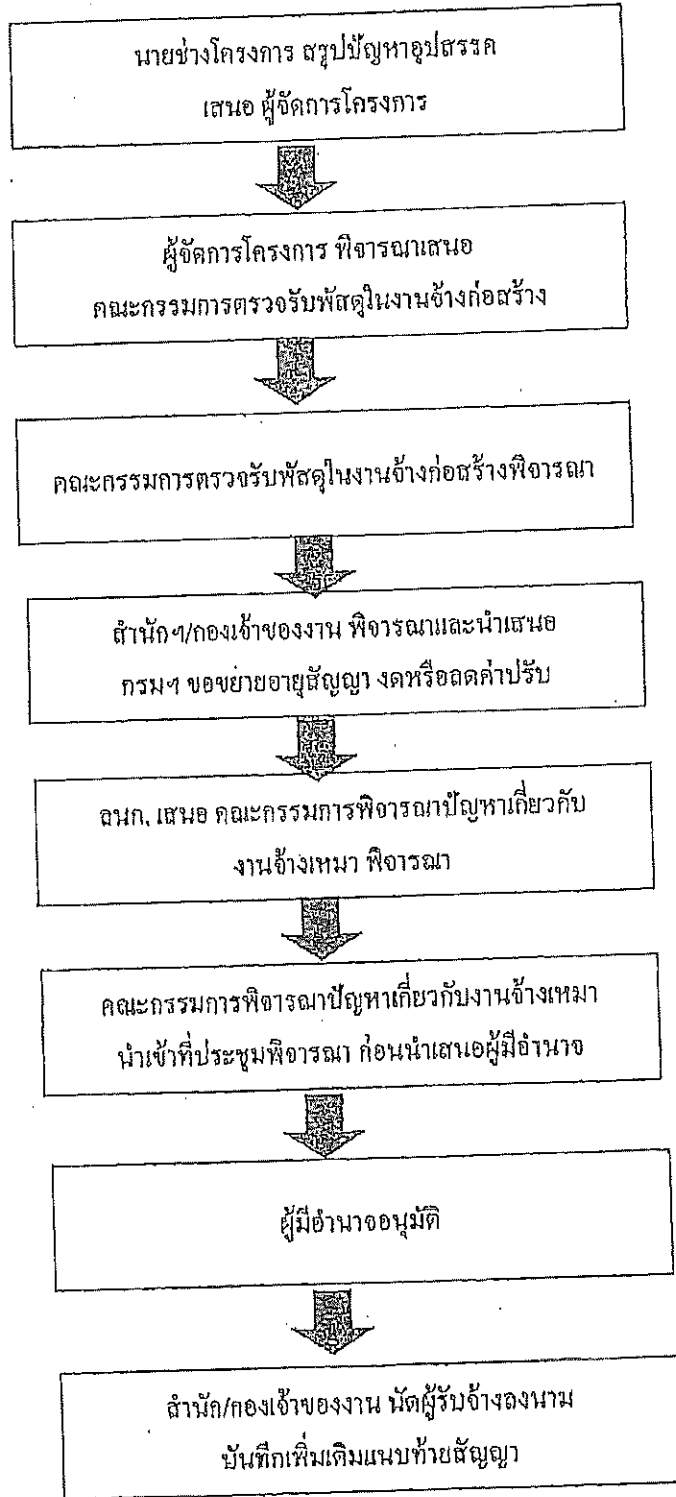 นายช่างโครงการ สรุปปัญหาอุปสรรค
เสนอ ผู้จัดการโครงการ
ผู้จัดการโครงการ พิจารณาเสนอ
คณะกรรมการตรวจรับพัสดุในงานจ้างก่อสร้าง
คณะกรรมการตรวจรับพัสดุในงานจ้างก่อสร้างพิจารณา
สำนักฯ/กองเจ้าของงาน พิจารณาและนำเสนอ
กรมฯ ขอขยายอายุสัญญา งดหรือลดค่าปรับ
ลนก. เสนอ คณะกรรมการพิจารณาปัญหาเกี่ยวกับ
งานจ้างเหมา พิจารณา
คณะกรรมการพิจารณาปัญหาเกี่ยวกับงานจ้างเหมา
นำเข้าที่ประชุมพิจารณา ก่อนนำเสนอผู้มีอำนาจ
ผู้มีอำนาจอนุมัติ
สำนัก/กองเจ้าของงาน นัดผู้รับจ้างลงนาม
บันทึกเพิ่มเติมแนบท้ายสัญญา